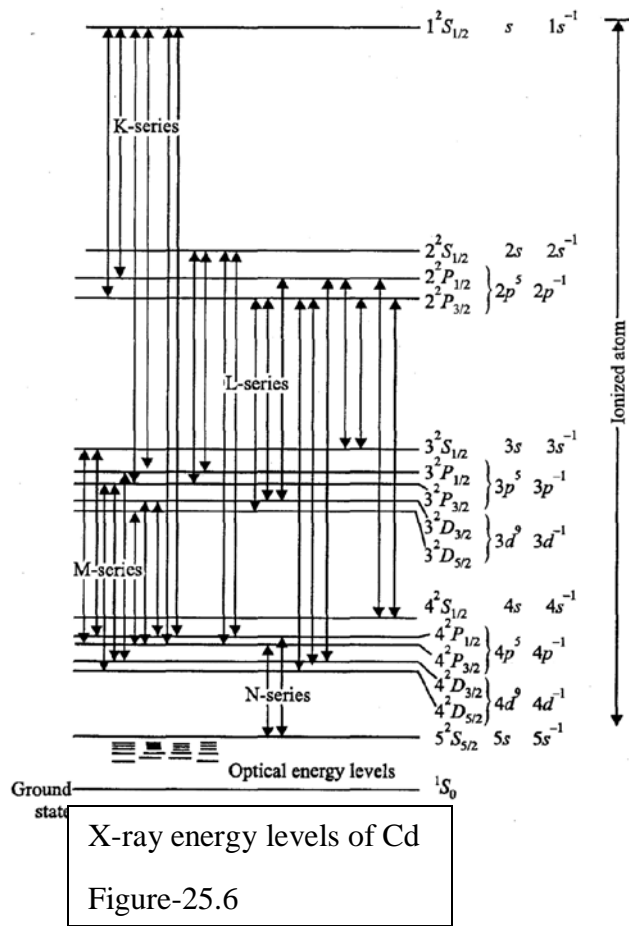 1²S₁/₂ s 1s⁻¹
K-series
2²S₁/₂ 2s 2s⁻¹
2²P₁/₂
2²P₃/₂ } 2p⁵ 2p⁻¹
L-series
Ionized atom
3²S₁/₂ 3s 3s⁻¹
3²P₁/₂
3²P₃/₂ } 3p⁵ 3p⁻¹
3²D₃/₂
3²D₅/₂ } 3d⁹ 3d⁻¹
M-series
4²S₁/₂ 4s 4s⁻¹
4²P₁/₂
4²P₃/₂ } 4p⁵ 4p⁻¹
4²D₃/₂
4²D₅/₂ } 4d⁹ 4d⁻¹
N-series
5²S₅/₂ 5s 5s⁻¹
Optical energy levels
Ground state
¹S₀
X-ray energy levels of Cd
Figure-25.6